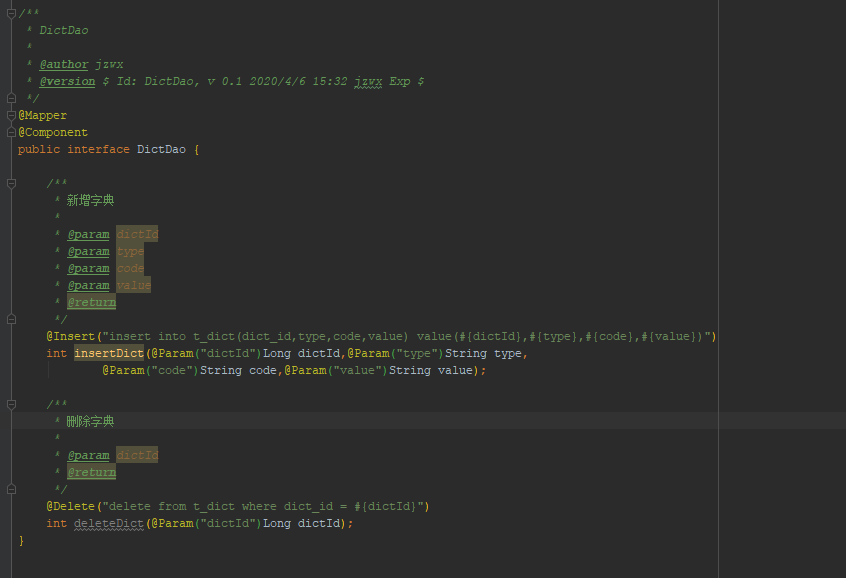 /**
 * DictDao
 *
 * @author jzwx
 * @version $ Id: DictDao, v 0.1 2020/4/6 15:32 jzwx Exp $
 */
@Mapper
@Component
public interface DictDao {
    /**
     * 新增字典
     *
     * @param dictId
     * @param type
     * @param code
     * @param value
     * @return
     */
    @Insert("insert into t_dict(dict_id,type,code,value) value(#{dictId},#{type},#{code},#{value})")
    int insertDict(@Param("dictId")Long dictId,@Param("type")String type,
            @Param("code")String code,@Param("value")String value);
    /**
     * 删除字典
     *
     * @param dictId
     * @return
     */
    @Delete("delete from t_dict where dict_id = #{dictId}")
    int deleteDict(@Param("dictId")Long dictId);
}